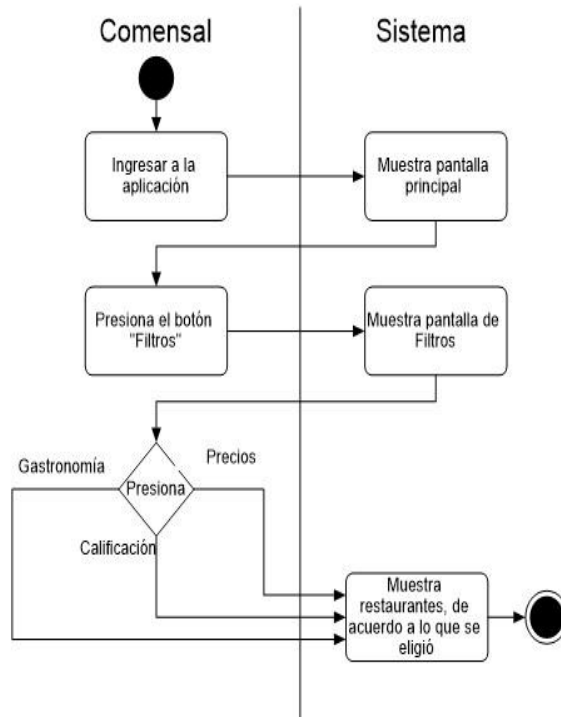 Comensal
Sistema
Ingresar a la
aplicación
Muestra pantalla
principal
Presiona el botón
"Filtros"
Muestra pantalla de
Filtros
Gastronomía
Precios
Presiona
Calificación
Muestra
restaurantes, de
acuerdo a lo que se
eligió